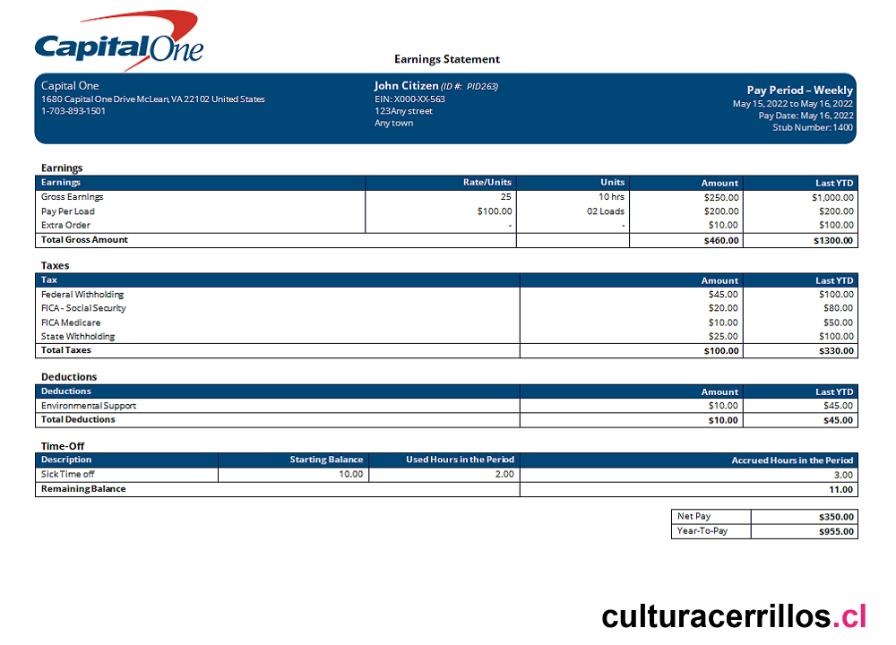 CapitalOne
Earnings Statement
Capital One
1680 Capital One Drive McLean, VA 22102 United States
1-703-893-1501
John Citizen (ID #: PID263)
EIN: X000-XX-563
123Any street
Any town
Pay Period – Weekly
May 15, 2022 to May 16, 2022
Pay Date: May 16, 2022
Stub Number: 1400
Earnings
Earnings Rate/Units Units Amount Last YTD
Gross Earnings 25 10 hrs $250.00 $1,000.00
Pay Per Load $100.00 02 Loads $200.00 $200.00
Extra Order - - $10.00 $100.00
Total Gross Amount $460.00 $1300.00
Taxes
Tax Amount Last YTD
Federal Withholding $45.00 $100.00
FICA - Social Security $20.00 $80.00
FICA Medicare $10.00 $50.00
State Withholding $25.00 $100.00
Total Taxes $100.00 $330.00
Deductions
Deductions Amount Last YTD
Environmental Support $10.00 $45.00
Total Deductions $10.00 $45.00
Time-Off
Description Starting Balance Used Hours in the Period Accrued Hours in the Period
Sick Time off 10.00 2.00 3.00
Remaining Balance 11.00
Net Pay $350.00
Year-To-Pay $955.00
culturacerrillos.cl